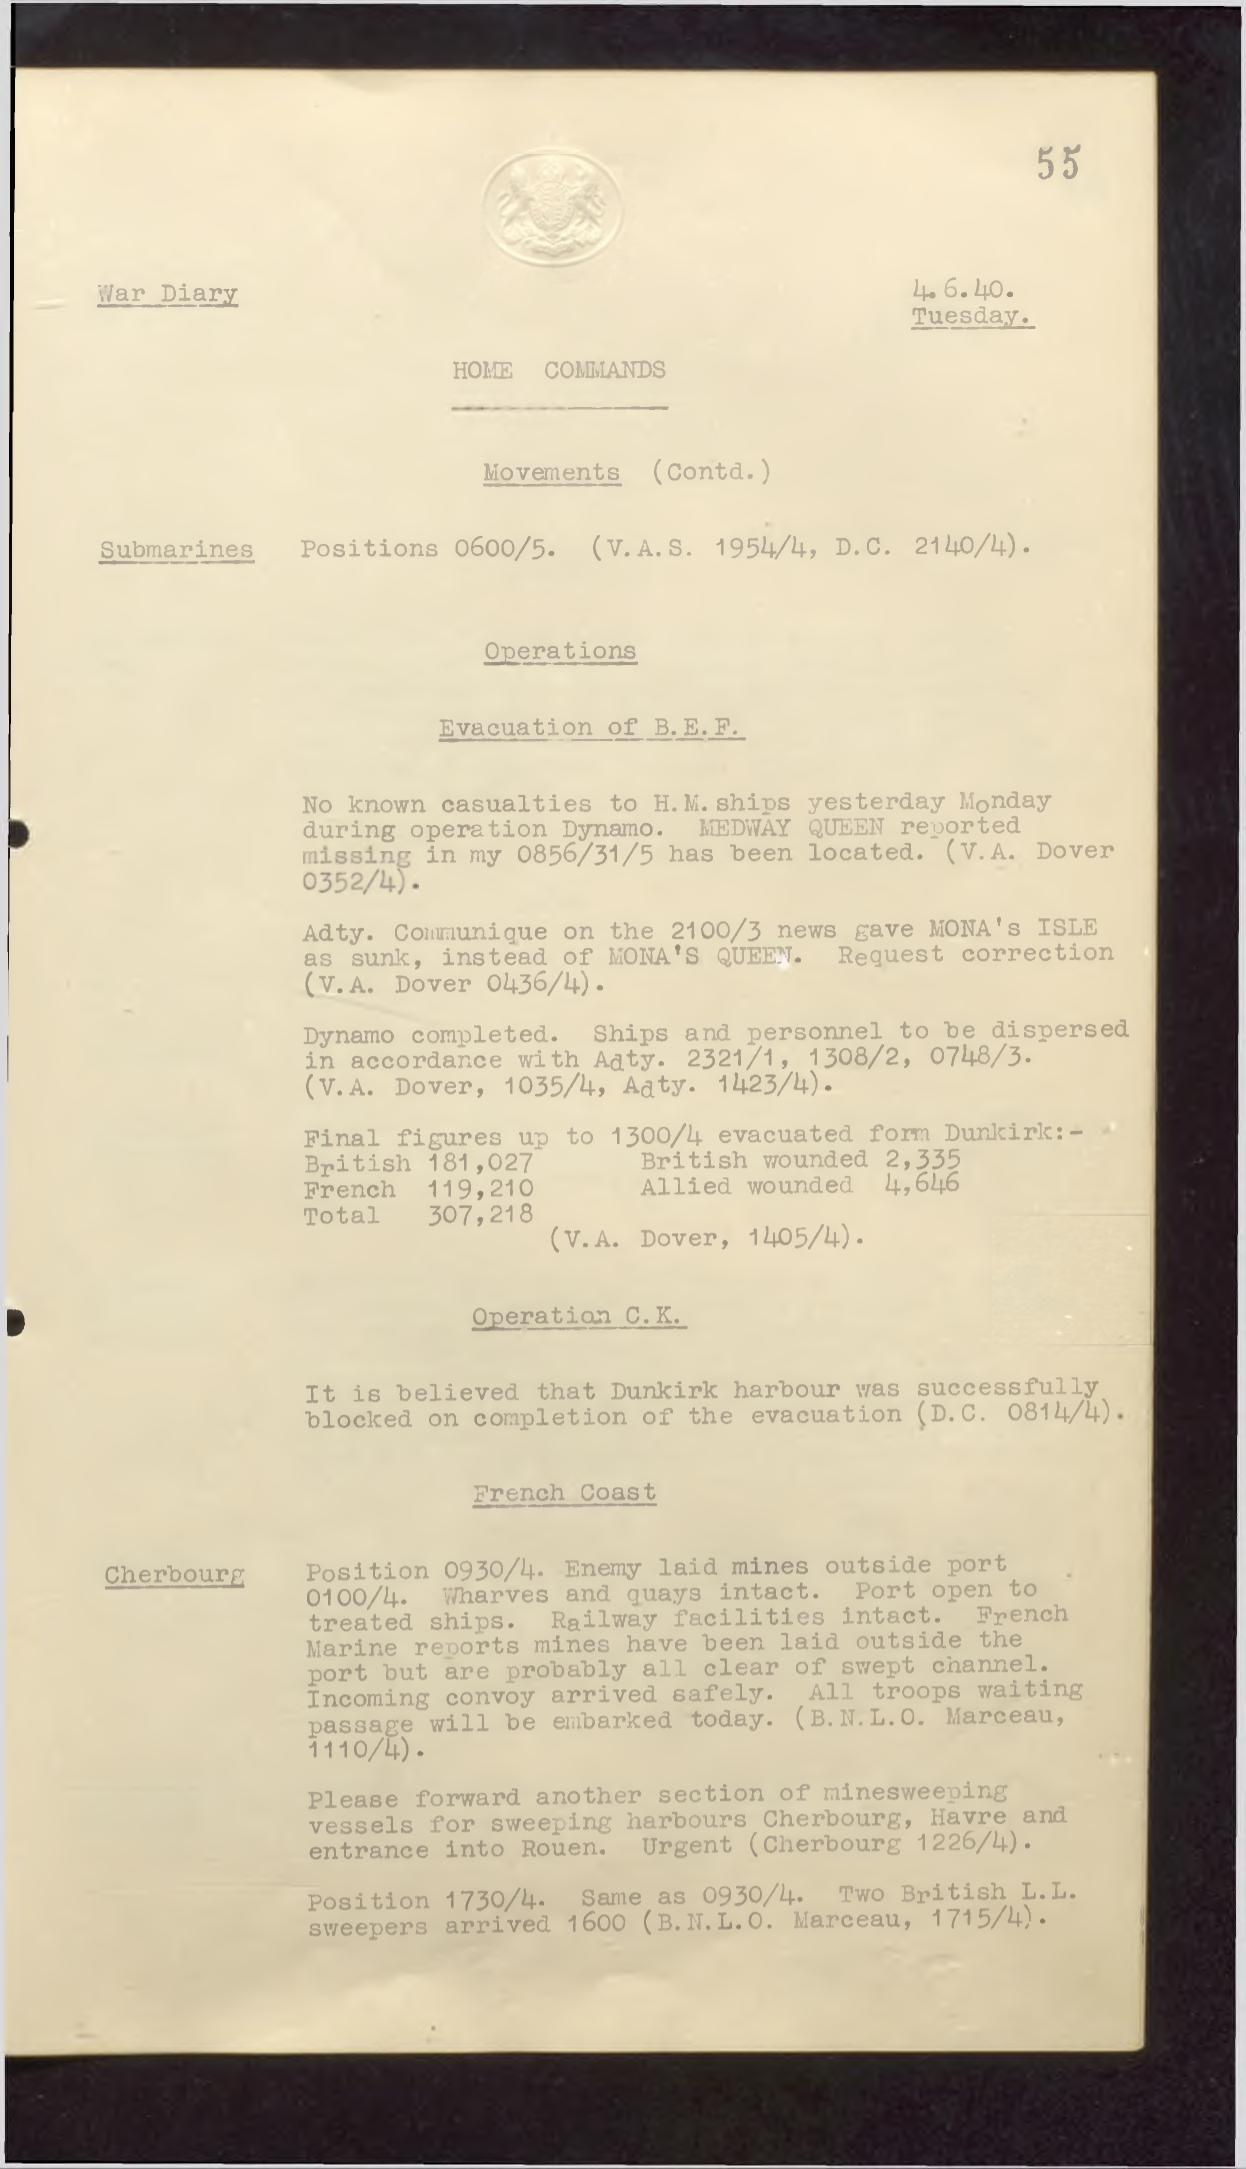 55
War Diary
4.6.40.
Tuesday.
HOME COMMANDS
Movements (Contd.)
Submarines Positions 0600/5. (V.A.S. 1954/4, D.C. 2140/4).
Operations
Evacuation of B.E.F.
No known casualties to H.M. ships yesterday Monday
during operation Dynamo. MEDWAY QUEEN reported
missing in my 0856/31/5 has been located. (V.A. Dover
0352/4).
Adty. Communique on the 2100/3 news gave MONA's ISLE
as sunk, instead of MONA'S QUEEN. Request correction
(V.A. Dover 0436/4).
Dynamo completed. Ships and personnel to be dispersed
in accordance with Adty. 2321/1, 1308/2, 0748/3.
(V.A. Dover, 1035/4, Adty. 1423/4).
Final figures up to 1300/4 evacuated form Dunkirk:-
British 181,027 British wounded 2,335
French 119,210 Allied wounded 4,646
Total 307,218
(V.A. Dover, 1405/4).
Operation C.K.
It is believed that Dunkirk harbour was successfully
blocked on completion of the evacuation (D.C. 0814/4).
French Coast
Cherbourg Position 0930/4. Enemy laid mines outside port
0100/4. Wharves and quays intact. Port open to
treated ships. Railway facilities intact. French
Marine reports mines have been laid outside the
port but are probably all clear of swept channel.
Incoming convoy arrived safely. All troops waiting
passage will be embarked today. (B.N.L.O. Marceau,
1110/4).
Please forward another section of minesweeping
vessels for sweeping harbours Cherbourg, Havre and
entrance into Rouen. Urgent (Cherbourg 1226/4).
Position 1730/4. Same as 0930/4. Two British L.L.
sweepers arrived 1600 (B.N.L.O. Marceau, 1715/4).